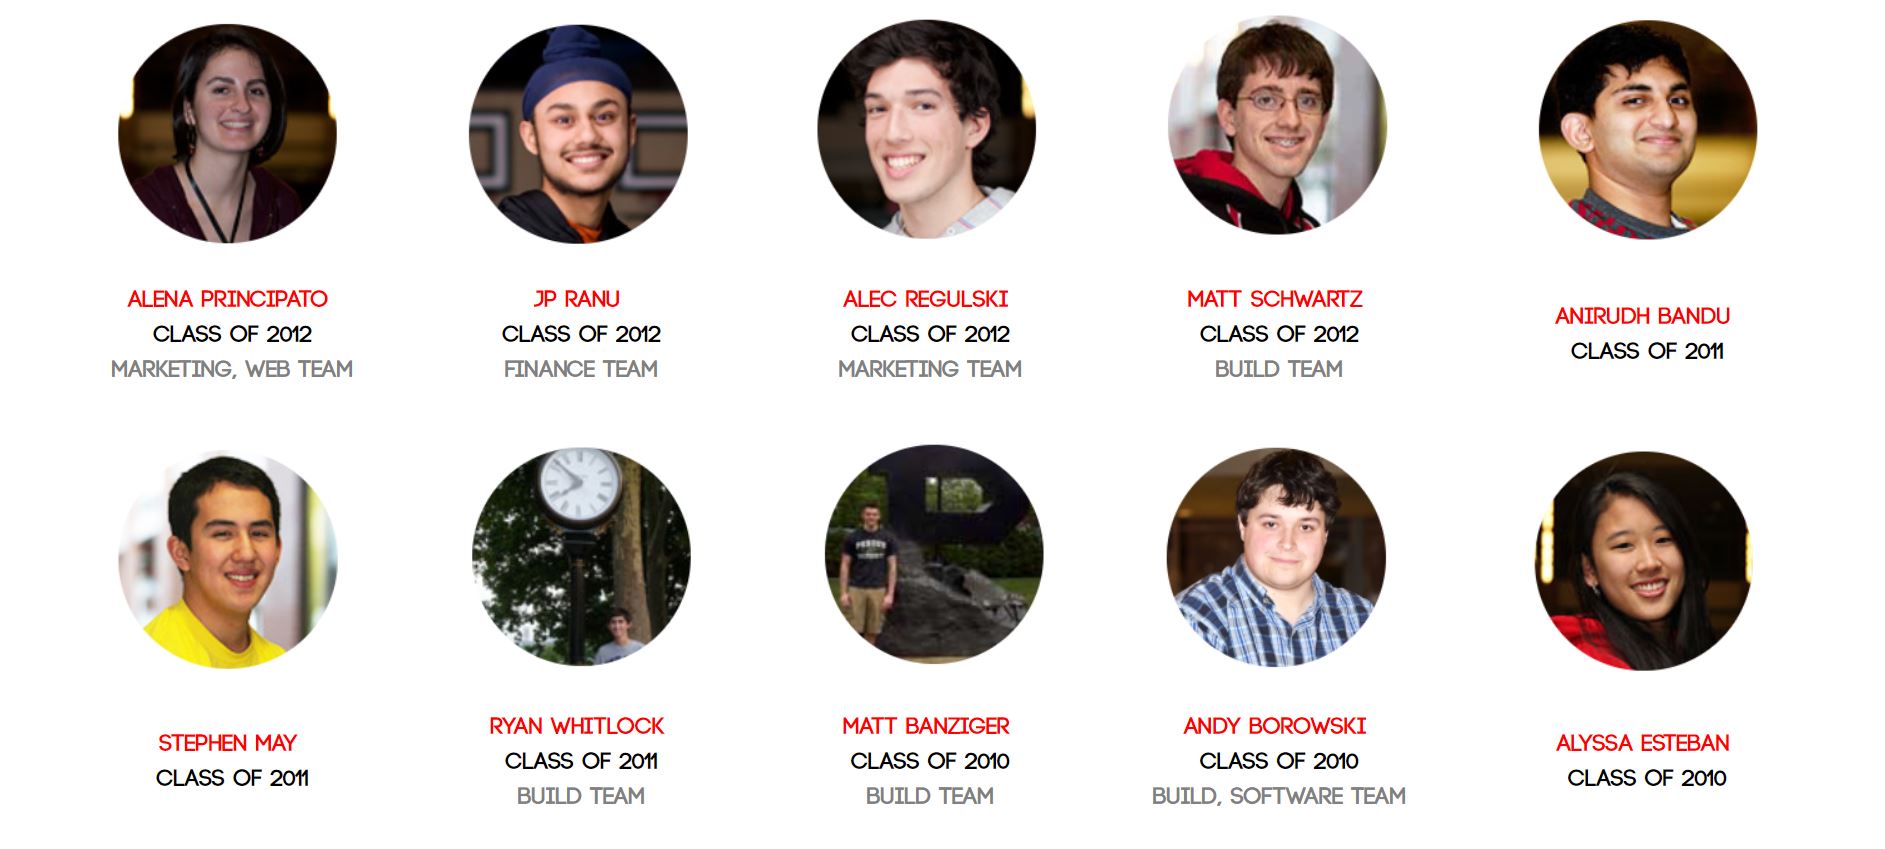 ALENA PRINCIPATO
CLASS OF 2012
MARKETING, WEB TEAM
JP RANU
CLASS OF 2012
FINANCE TEAM
ALEC REGULSKI
CLASS OF 2012
MARKETING TEAM
MATT SCHWARTZ
CLASS OF 2012
BUILD TEAM
ANIRUDH BANDU
CLASS OF 2011
STEPHEN MAY
CLASS OF 2011
RYAN WHITLOCK
CLASS OF 2011
BUILD TEAM
PURDUE
MATT BANZIGER
CLASS OF 2010
BUILD TEAM
ANDY BOROWSKI
CLASS OF 2010
BUILD, SOFTWARE TEAM
ALYSSA ESTEBAN
CLASS OF 2010